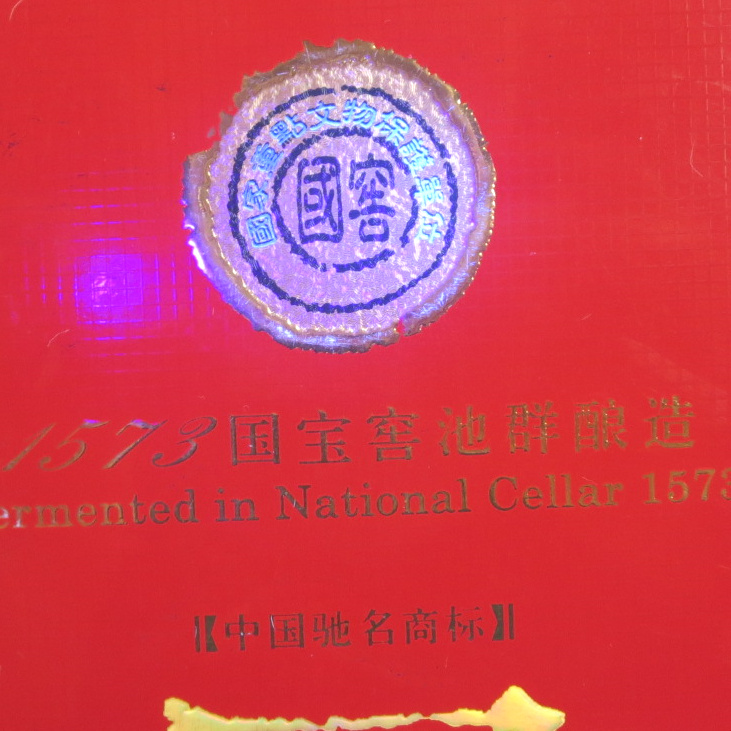 國家重點文物保護單位
國窖
1573国宝窖池群酿造
ermented in National Cellar 1573
【中国驰名商标】